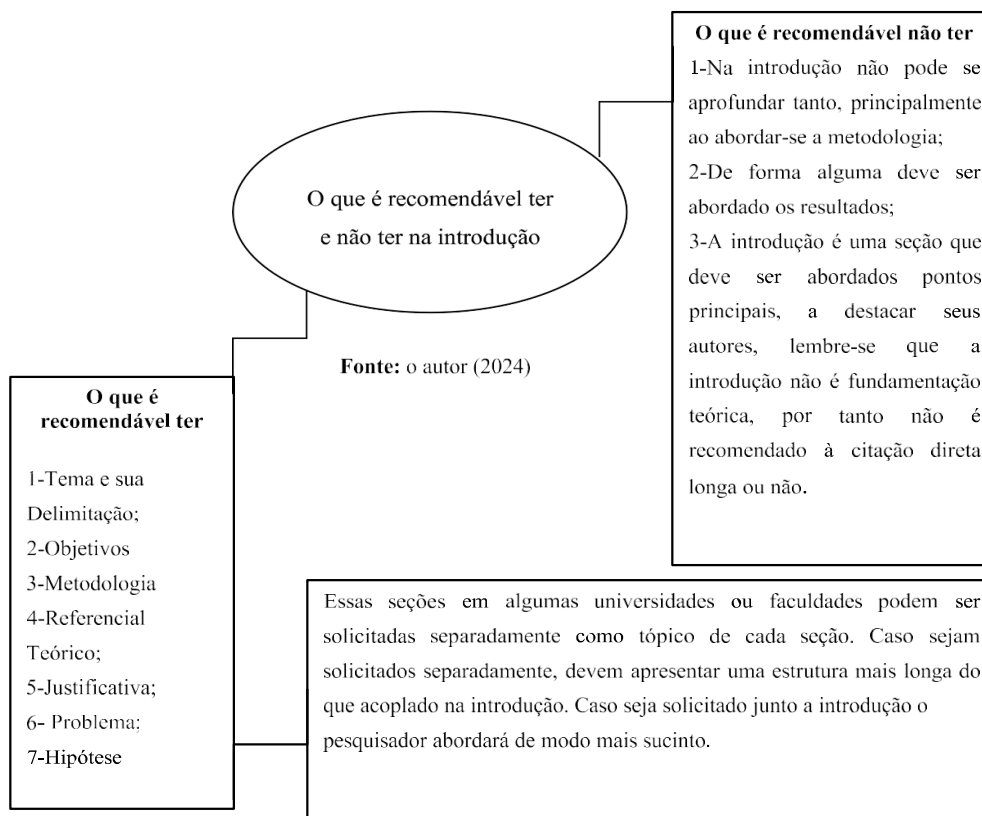 O que é recomendável ter
e não ter na introdução
Fonte: o autor (2024)
O que é recomendável não ter
1-Na introdução não pode se
aprofundar tanto, principalmente
ao abordar-se a metodologia;
2-De forma alguma deve ser
abordado os resultados;
3-A introdução é uma seção que
deve ser abordados pontos
principais, a destacar seus
autores, lembre-se que a
introdução não é fundamentação
teórica, por tanto não é
recomendado à citação direta
longa ou não.
O que é
recomendável ter
1-Tema e sua
Delimitação;
2-Objetivos
3-Metodologia
4-Referencial
Teórico;
5-Justificativa;
6- Problema;
7-Hipótese
Essas seções em algumas universidades ou faculdades podem ser
solicitadas separadamente como tópico de cada seção. Caso sejam
solicitados separadamente, devem apresentar uma estrutura mais longa do
que acoplado na introdução. Caso seja solicitado junto a introdução o
pesquisador abordará de modo mais sucinto.